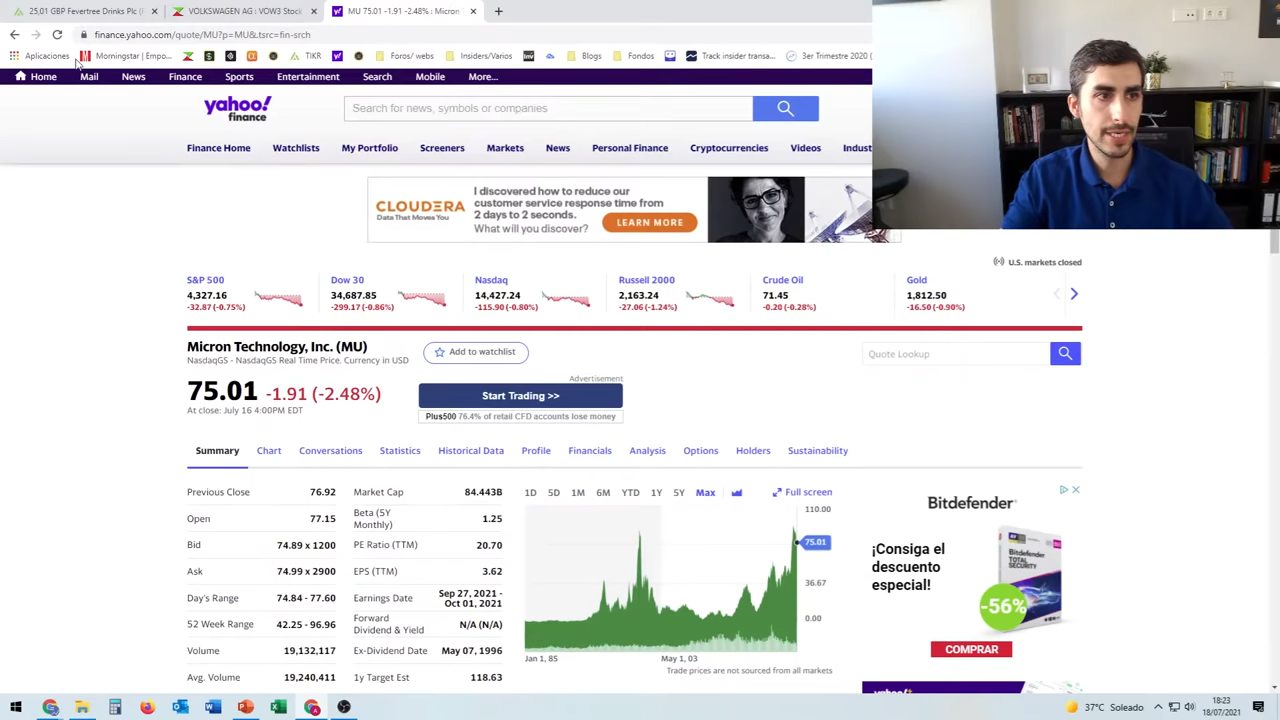 25,01 GBP Fevertree Drinks Plc (F
VOLKSWAGEN AG : VOW3 Stock
MU 75.01 -1.91 -2.48% : Micron
finance.yahoo.com/quote/MU?p=MU&.tsrc=fin-srch
Aplicaciones
Morningstar | Empo...
TIKR
Foros/ webs
Insiders/Varios
Blogs
Fondos
Track insider transa...
3er Trimestre 2020 (
Home
Mail
News
Finance
Sports
Entertainment
Search
Mobile
More...
yahoo!
finance
Search for news, symbols or companies
Finance Home
Watchlists
My Portfolio
Screeners
Markets
News
Personal Finance
Cryptocurrencies
Videos
Indust
CLOUDERA
Data That Moves You
I discovered how to reduce our
customer service response time from
2 days to 2 seconds.
What will you discover?
LEARN MORE
U.S. markets closed
S&P 500
4,327.16
-32.87 (-0.75%)
Dow 30
34,687.85
-299.17 (-0.86%)
Nasdaq
14,427.24
-115.90 (-0.80%)
Russell 2000
2,163.24
-27.06 (-1.24%)
Crude Oil
71.45
-0.20 (-0.28%)
Gold
1,812.50
-16.50 (-0.90%)
Micron Technology, Inc. (MU)
NasdaqGS - NasdaqGS Real Time Price. Currency in USD
Add to watchlist
Quote Lookup
75.01 -1.91 (-2.48%)
At close: July 16 4:00PM EDT
Advertisement
Start Trading >>
Plus500 76.4% of retail CFD accounts lose money
Summary
Chart
Conversations
Statistics
Historical Data
Profile
Financials
Analysis
Options
Holders
Sustainability
Previous Close 76.92
Open 77.15
Bid 74.89 x 1200
Ask 74.99 x 2900
Day's Range 74.84 - 77.60
52 Week Range 42.25 - 96.96
Volume 19,132,117
Avg. Volume 19,240,411
Market Cap 84.443B
Beta (5Y
Monthly) 1.25
PE Ratio (TTM) 20.70
EPS (TTM) 3.62
Earnings Date Sep 27, 2021 -
Oct 01, 2021
Forward
Dividend & Yield N/A (N/A)
Ex-Dividend Date May 07, 1996
1y Target Est 118.63
1D
5D
1M
6M
YTD
1Y
5Y
Max
Full screen
110.00
75.01
36.67
0.00
Jan 1, 85
May 1, 03
Trade prices are not sourced from all markets
Bitdefender
¡Consiga el
descuento
especial!
Bitdefender
TOTAL
SECURITY
-56%
COMPRAR
37°C Soleado
18:23
18/07/2021